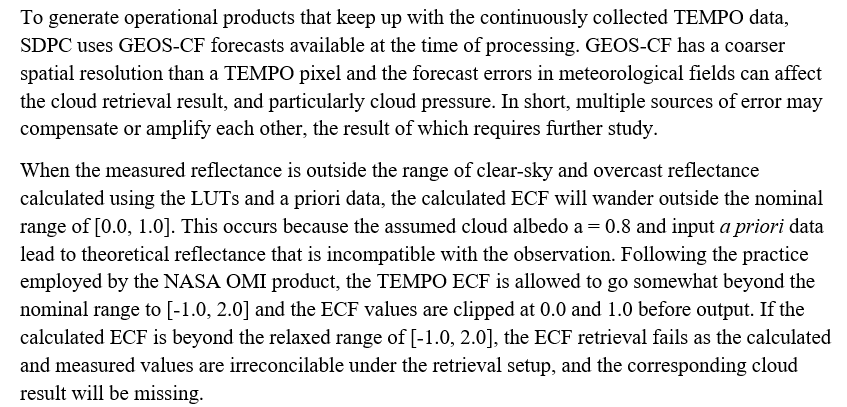 To generate operational products that keep up with the continuously collected TEMPO data,
SDPC uses GEOS-CF forecasts available at the time of processing. GEOS-CF has a coarser
spatial resolution than a TEMPO pixel and the forecast errors in meteorological fields can affect
the cloud retrieval result, and particularly cloud pressure. In short, multiple sources of error may
compensate or amplify each other, the result of which requires further study.
When the measured reflectance is outside the range of clear-sky and overcast reflectance
calculated using the LUTs and a priori data, the calculated ECF will wander outside the nominal
range of [0.0, 1.0]. This occurs because the assumed cloud albedo a = 0.8 and input a priori data
lead to theoretical reflectance that is incompatible with the observation. Following the practice
employed by the NASA OMI product, the TEMPO ECF is allowed to go somewhat beyond the
nominal range to [-1.0, 2.0] and the ECF values are clipped at 0.0 and 1.0 before output. If the
calculated ECF is beyond the relaxed range of [-1.0, 2.0], the ECF retrieval fails as the calculated
and measured values are irreconcilable under the retrieval setup, and the corresponding cloud
result will be missing.